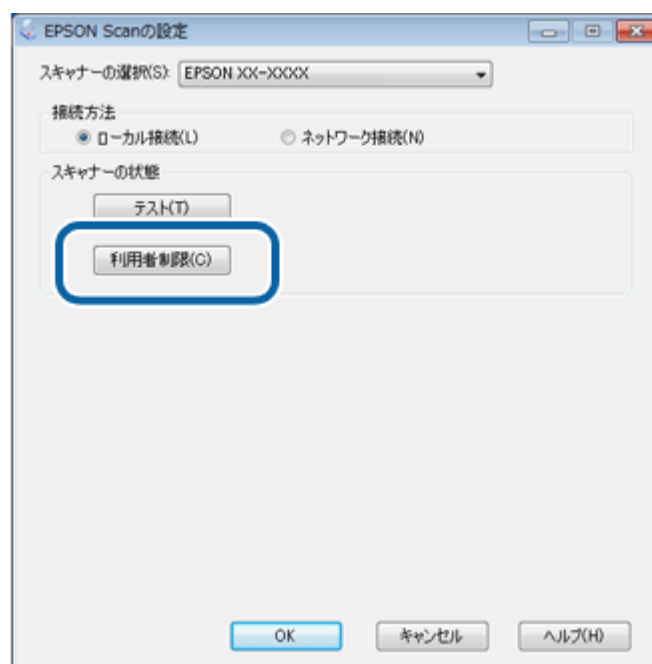 EPSON Scanの設定
スキャナーの選択(S): EPSON XX-XXXX
接続方法
ローカル接続(L) ネットワーク接続(N)
スキャナーの状態
テスト(T)
利用者制限(C)
OK キャンセル ヘルプ(H)